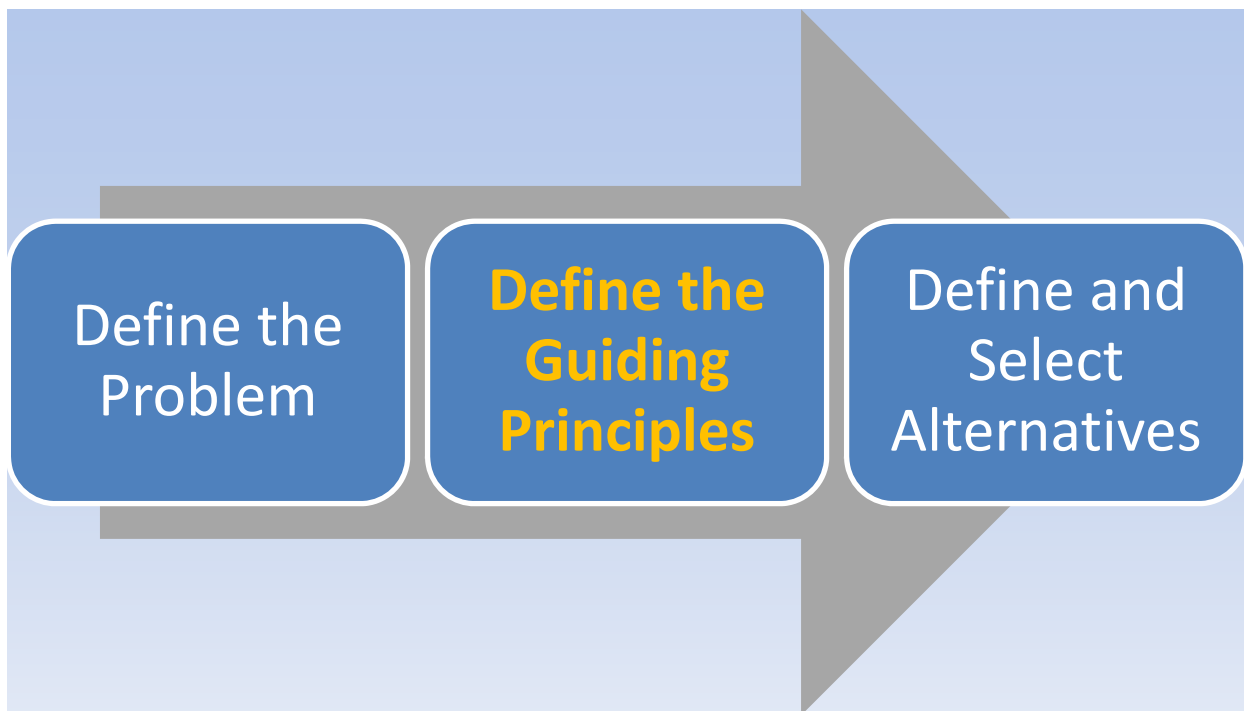 Define the
Problem
Define the
Guiding
Principles
Define and
Select
Alternatives